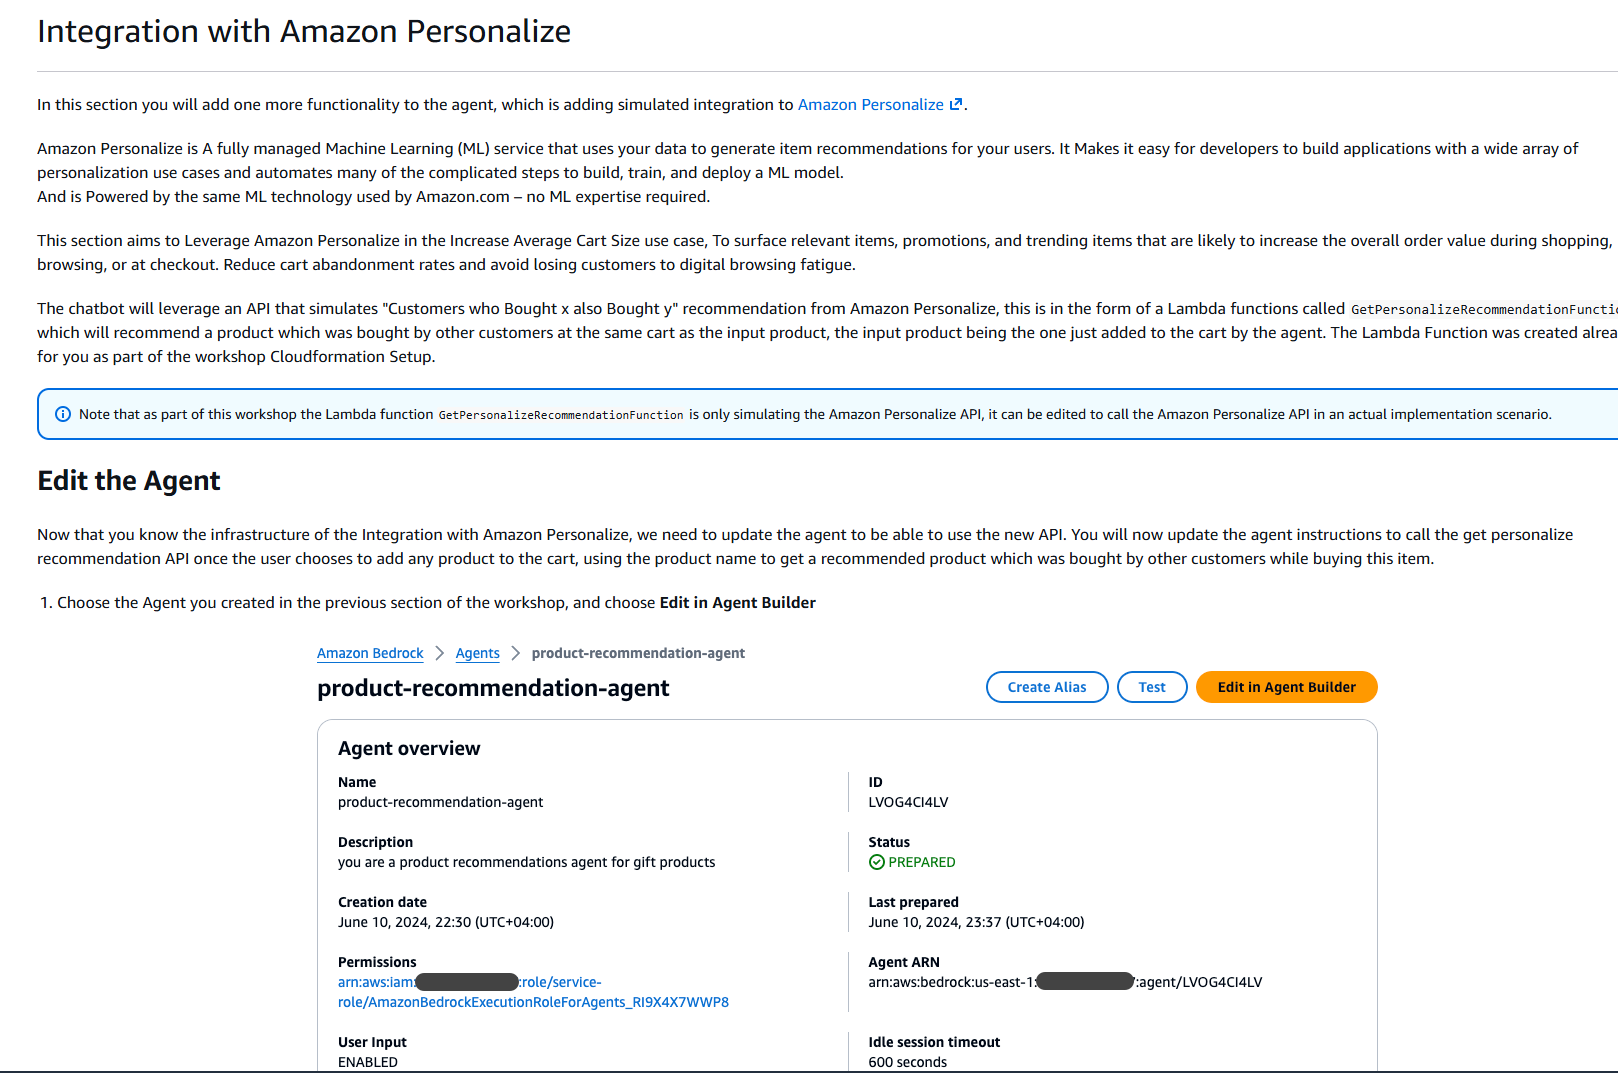 Integration with Amazon Personalize
In this section you will add one more functionality to the agent, which is adding simulated integration to Amazon Personalize.
Amazon Personalize is A fully managed Machine Learning (ML) service that uses your data to generate item recommendations for your users. It Makes it easy for developers to build applications with a wide array of
personalization use cases and automates many of the complicated steps to build, train, and deploy a ML model.
And is Powered by the same ML technology used by Amazon.com – no ML expertise required.
This section aims to Leverage Amazon Personalize in the Increase Average Cart Size use case, To surface relevant items, promotions, and trending items that are likely to increase the overall order value during shopping,
browsing, or at checkout. Reduce cart abandonment rates and avoid losing customers to digital browsing fatigue.
The chatbot will leverage an API that simulates "Customers who Bought x also Bought y" recommendation from Amazon Personalize, this is in the form of a Lambda functions called GetPersonalizeRecommendationFunctio
which will recommend a product which was bought by other customers at the same cart as the input product, the input product being the one just added to the cart by the agent. The Lambda Function was created alrea
for you as part of the workshop Cloudformation Setup.
Note that as part of this workshop the Lambda function GetPersonalizeRecommendationFunction is only simulating the Amazon Personalize API, it can be edited to call the Amazon Personalize API in an actual implementation scenario.
Edit the Agent
Now that you know the infrastructure of the Integration with Amazon Personalize, we need to update the agent to be able to use the new API. You will now update the agent instructions to call the get personalize
recommendation API once the user chooses to add any product to the cart, using the product name to get a recommended product which was bought by other customers while buying this item.
1. Choose the Agent you created in the previous section of the workshop, and choose Edit in Agent Builder
Amazon Bedrock > Agents > product-recommendation-agent
product-recommendation-agent
Create Alias Test Edit in Agent Builder
Agent overview
Name
product-recommendation-agent
ID
LVOG4CI4LV
Description
you are a product recommendations agent for gift products
Status
PREPARED
Creation date
June 10, 2024, 22:30 (UTC+04:00)
Last prepared
June 10, 2024, 23:37 (UTC+04:00)
Permissions
arn:aws:iam: :role/service-
role/AmazonBedrockExecutionRoleForAgents_RI9X4X7WWP8
Agent ARN
arn:aws:bedrock:us-east-1: :agent/LVOG4CI4LV
User Input
ENABLED
Idle session timeout
600 seconds